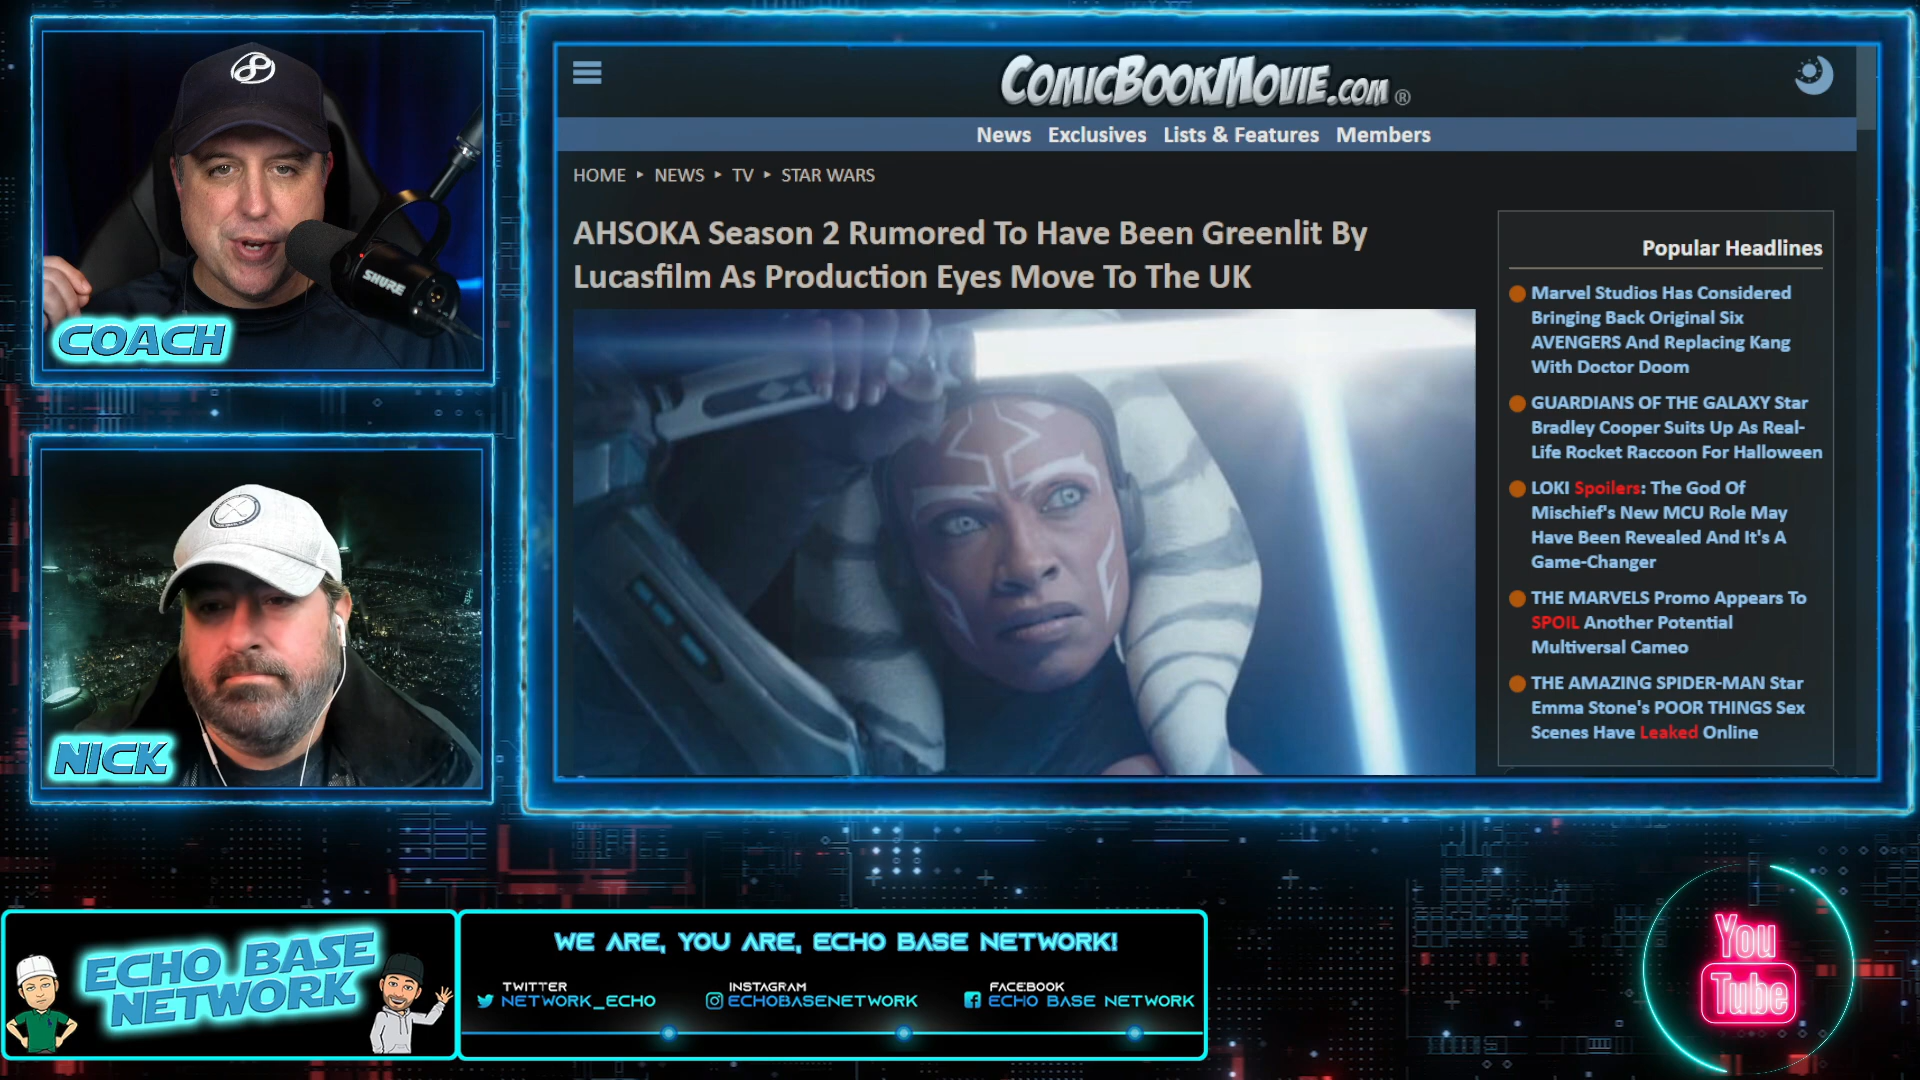 COACH
SHURE
NICK
COMICBOOKMOVIE.COM®
News Exclusives Lists & Features Members
HOME ▸ NEWS ▸ TV ▸ STAR WARS
AHSOKA Season 2 Rumored To Have Been Greenlit By
Lucasfilm As Production Eyes Move To The UK
Popular Headlines
Marvel Studios Has Considered
Bringing Back Original Six
AVENGERS And Replacing Kang
With Doctor Doom
GUARDIANS OF THE GALAXY Star
Bradley Cooper Suits Up As Real-
Life Rocket Raccoon For Halloween
LOKI Spoilers: The God Of
Mischief's New MCU Role May
Have Been Revealed And It's A
Game-Changer
THE MARVELS Promo Appears To
SPOIL Another Potential
Multiversal Cameo
THE AMAZING SPIDER-MAN Star
Emma Stone's POOR THINGS Sex
Scenes Have Leaked Online
ECHO BASE
NETWORK
WE ARE, YOU ARE, ECHO BASE NETWORK!
TWITTER
NETWORK_ECHO
INSTAGRAM
ECHOBASENETWORK
FACEBOOK
ECHO BASE NETWORK
You
Tube